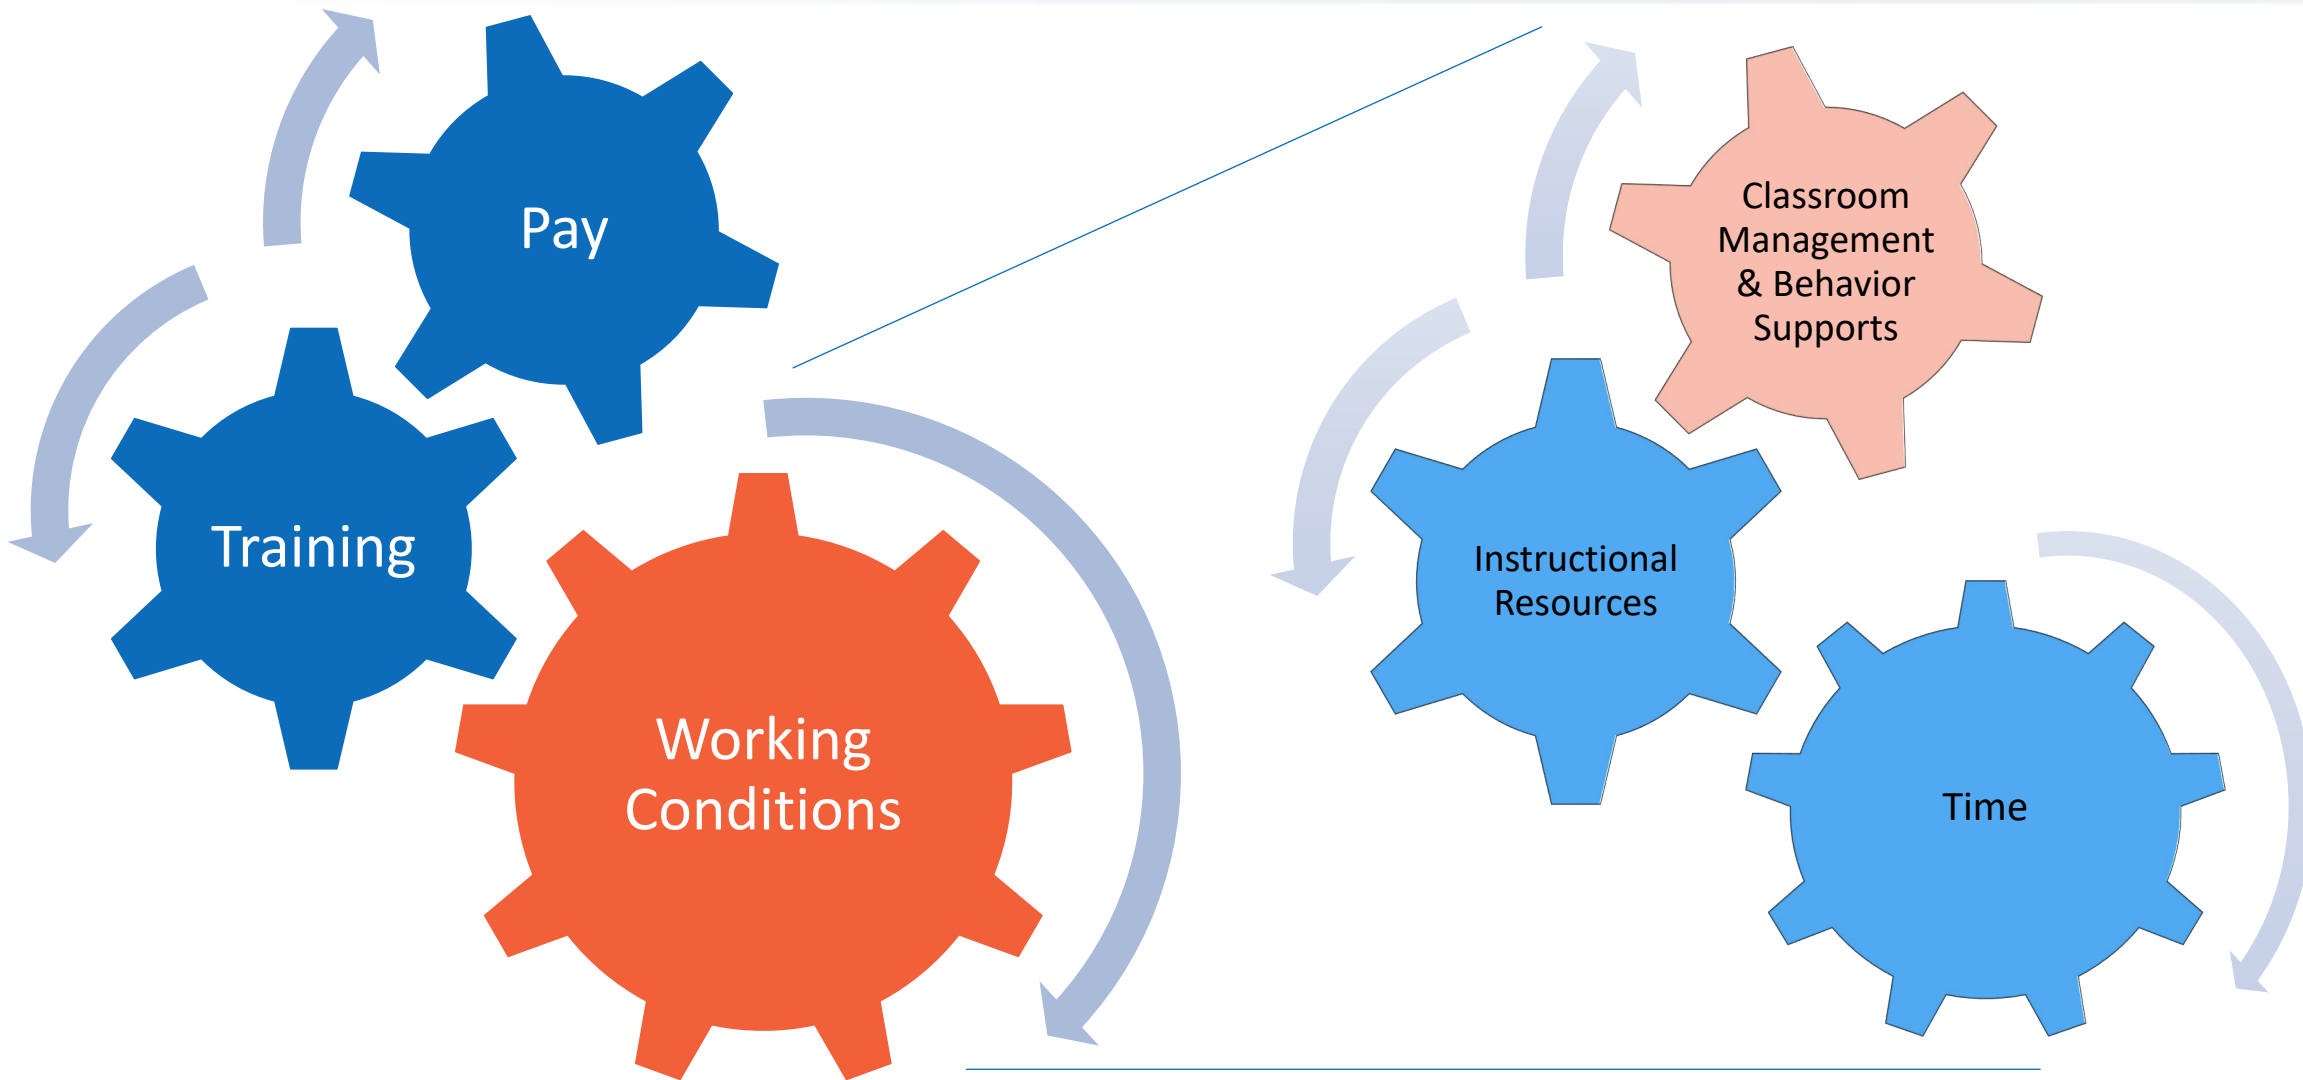 Pay
Training
Working
Conditions
Classroom
Management
& Behavior
Supports
Instructional
Resources
Time